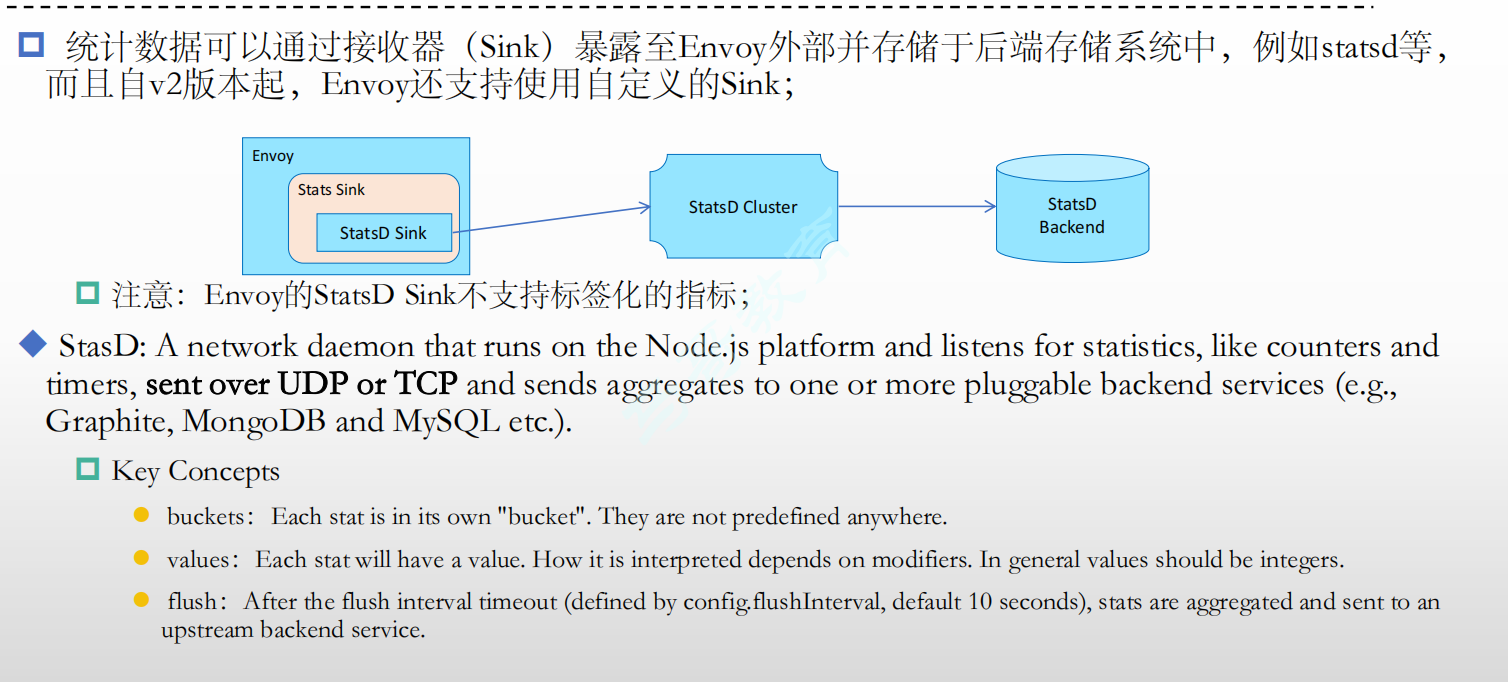 统计数据可以通过接收器（Sink）暴露至Envoy外部并存储于后端存储系统中，例如statsd等，
而且自v2版本起，Envoy还支持使用自定义的Sink；
Envoy
Stats Sink
StatsD Sink
StatsD Cluster
StatsD
Backend
注意：Envoy的StatsD Sink不支持标签化的指标；
StasD: A network daemon that runs on the Node.js platform and listens for statistics, like counters and
timers, sent over UDP or TCP and sends aggregates to one or more pluggable backend services (e.g.,
Graphite, MongoDB and MySQL etc.).
Key Concepts
buckets：Each stat is in its own "bucket". They are not predefined anywhere.
values：Each stat will have a value. How it is interpreted depends on modifiers. In general values should be integers.
flush：After the flush interval timeout (defined by config.flushInterval, default 10 seconds), stats are aggregated and sent to an
upstream backend service.